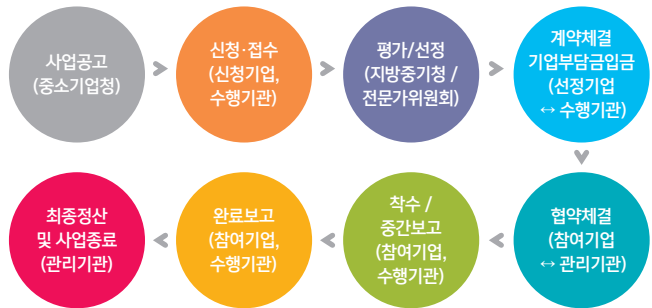 사업공고
(중소기업청)
신청·접수
(신청기업,
수행기관)
평가/선정
(지방중기청 /
전문가위원회)
계약체결
기업부담금입금
(선정기업
↔ 수행기관)
협약체결
(참여기업
↔ 관리기관)
착수 /
중간보고
(참여기업,
수행기관)
완료보고
(참여기업,
수행기관)
최종정산
및 사업종료
(관리기관)